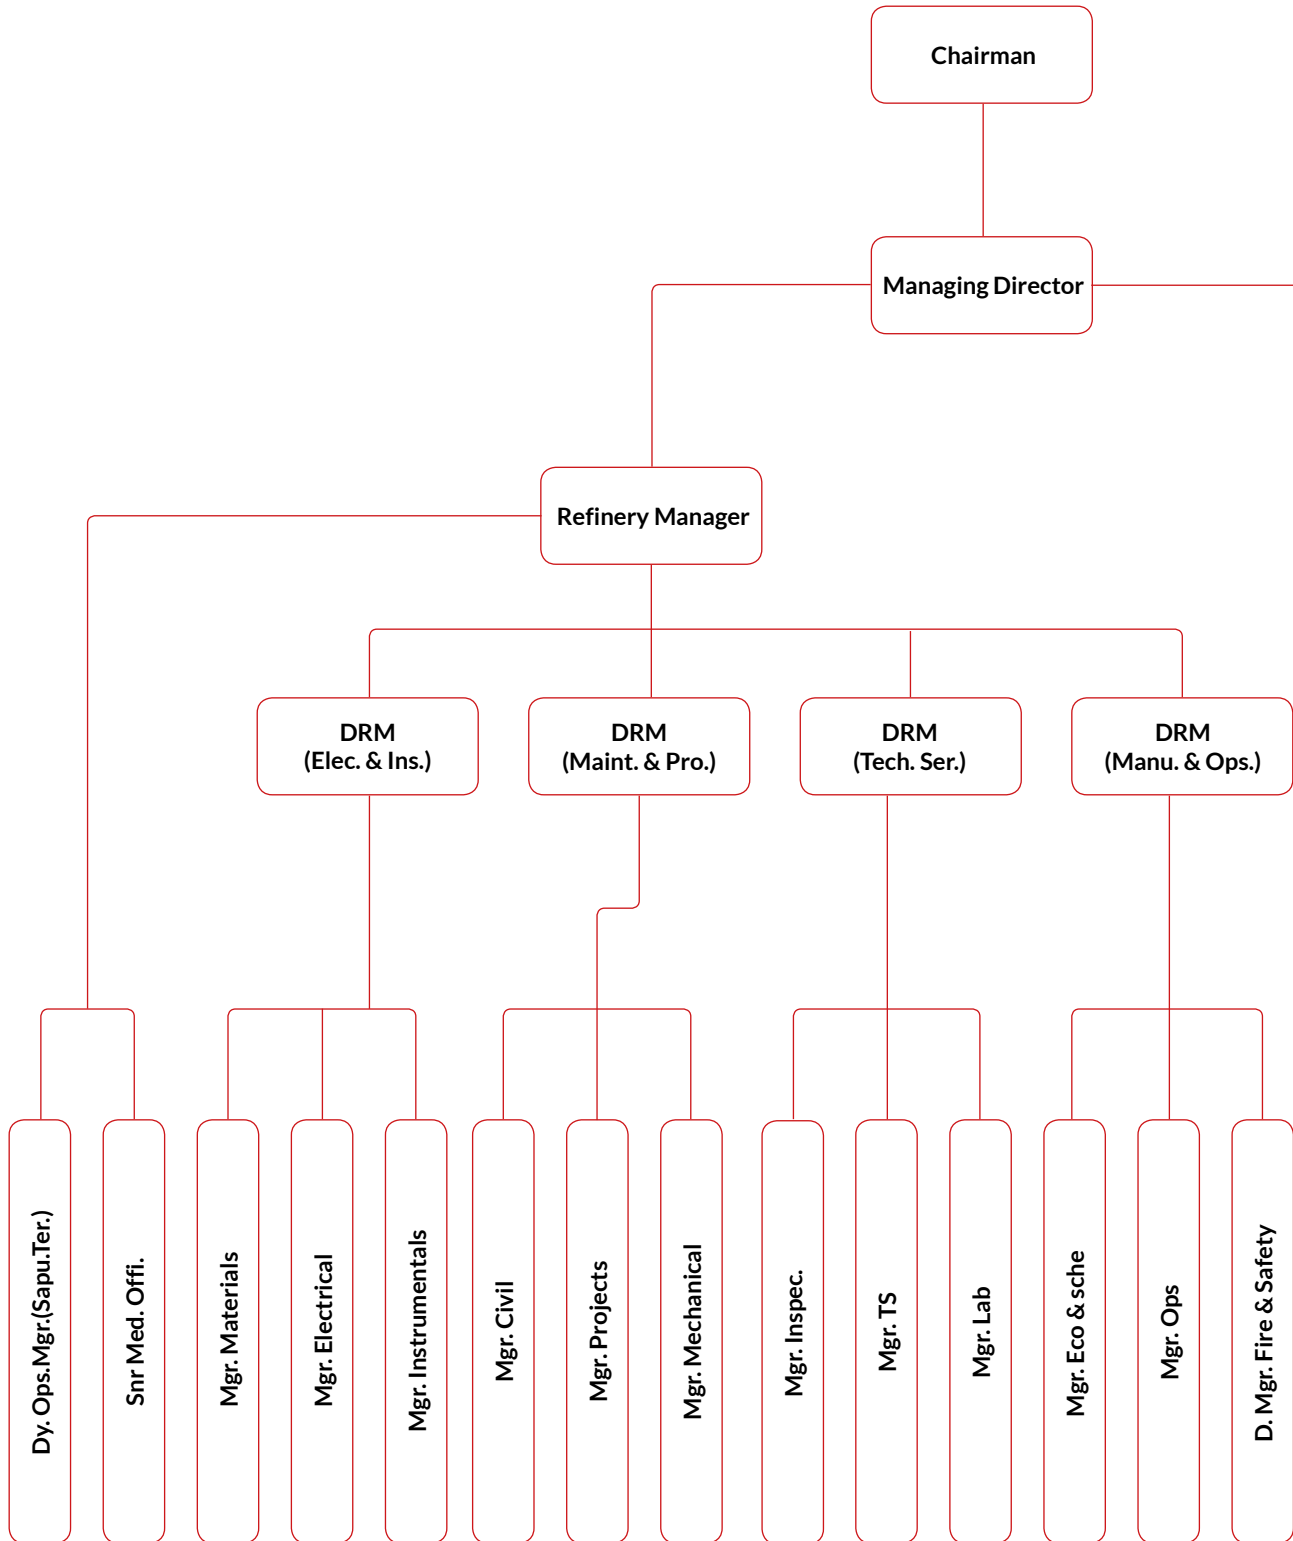 Chairman
Managing Director
Refinery Manager
DRM
(Elec. & Ins.)
DRM
(Maint. & Pro.)
DRM
(Tech. Ser.)
DRM
(Manu. & Ops.)
Dy. Ops.Mgr.(Sapu.Ter.)
Snr Med. Offi.
Mgr. Materials
Mgr. Electrical
Mgr. Instrumentals
Mgr. Civil
Mgr. Projects
Mgr. Mechanical
Mgr. Inspec.
Mgr. TS
Mgr. Lab
Mgr. Eco & sche
Mgr. Ops
D. Mgr. Fire & Safety